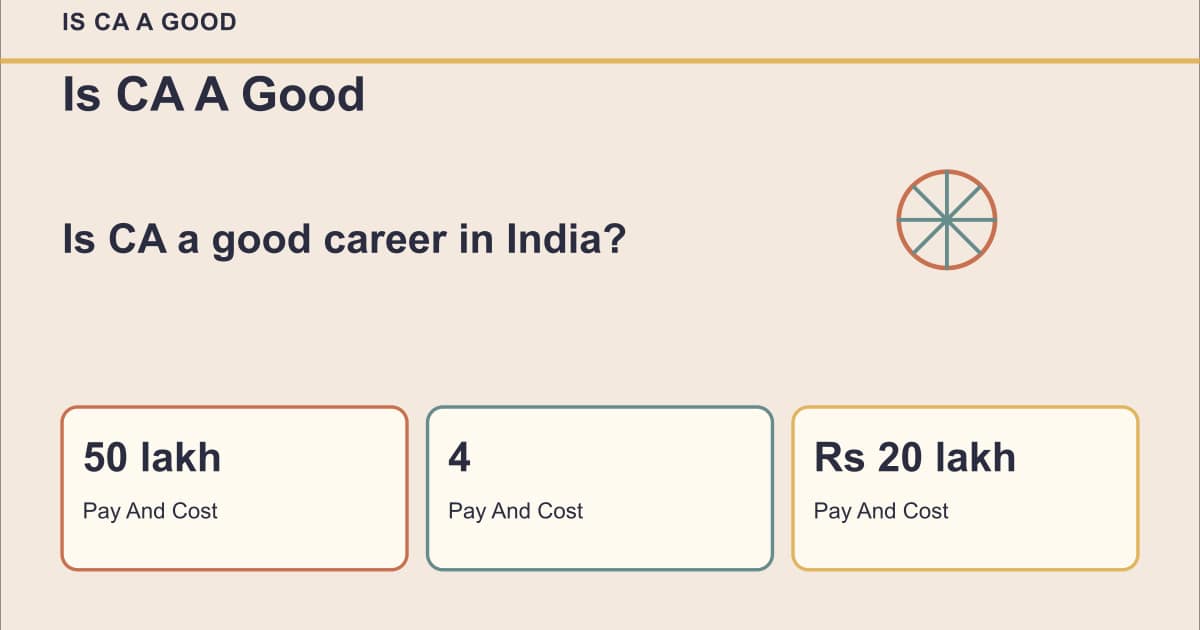 IS CA A GOOD
Is CA A Good
Is CA a good career in India?
50 lakh
Pay And Cost
4
Pay And Cost
Rs 20 lakh
Pay And Cost